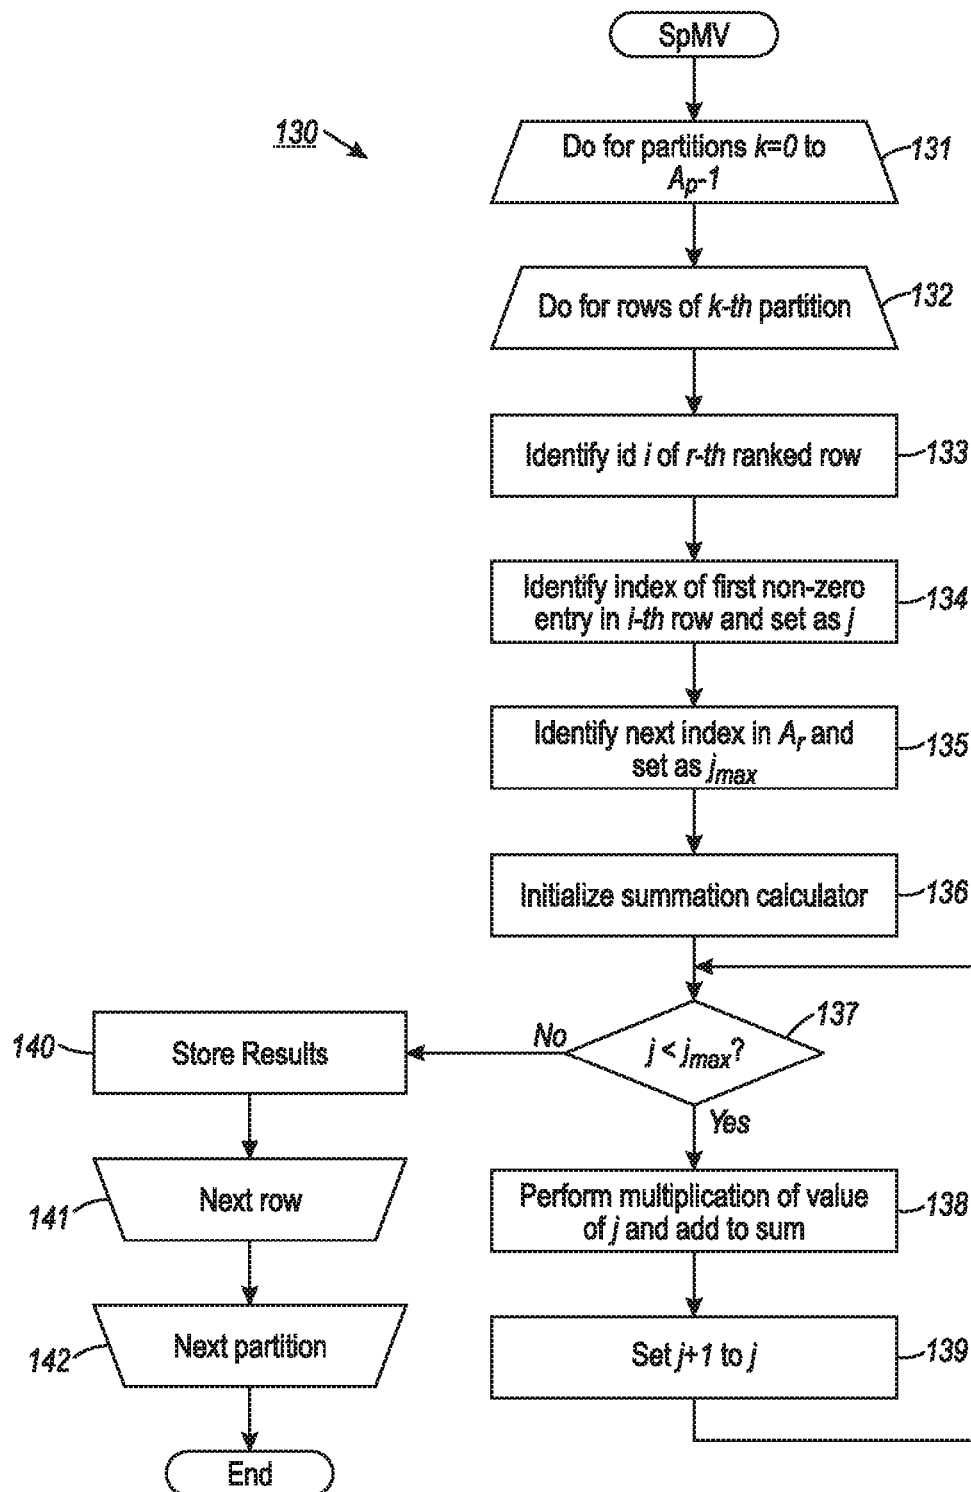 SpMV
130
Do for partitions k=0 to
Ap-1
131
Do for rows of k-th partition
132
Identify id i of r-th ranked row
133
Identify index of first non-zero
entry in i-th row and set as j
134
Identify next index in Ar and
set as jmax
135
Initialize summation calculator
136
j < jmax?
137
No
Yes
Store Results
140
Perform multiplication of value
of j and add to sum
138
Next row
141
Set j+1 to j
139
Next partition
142
End